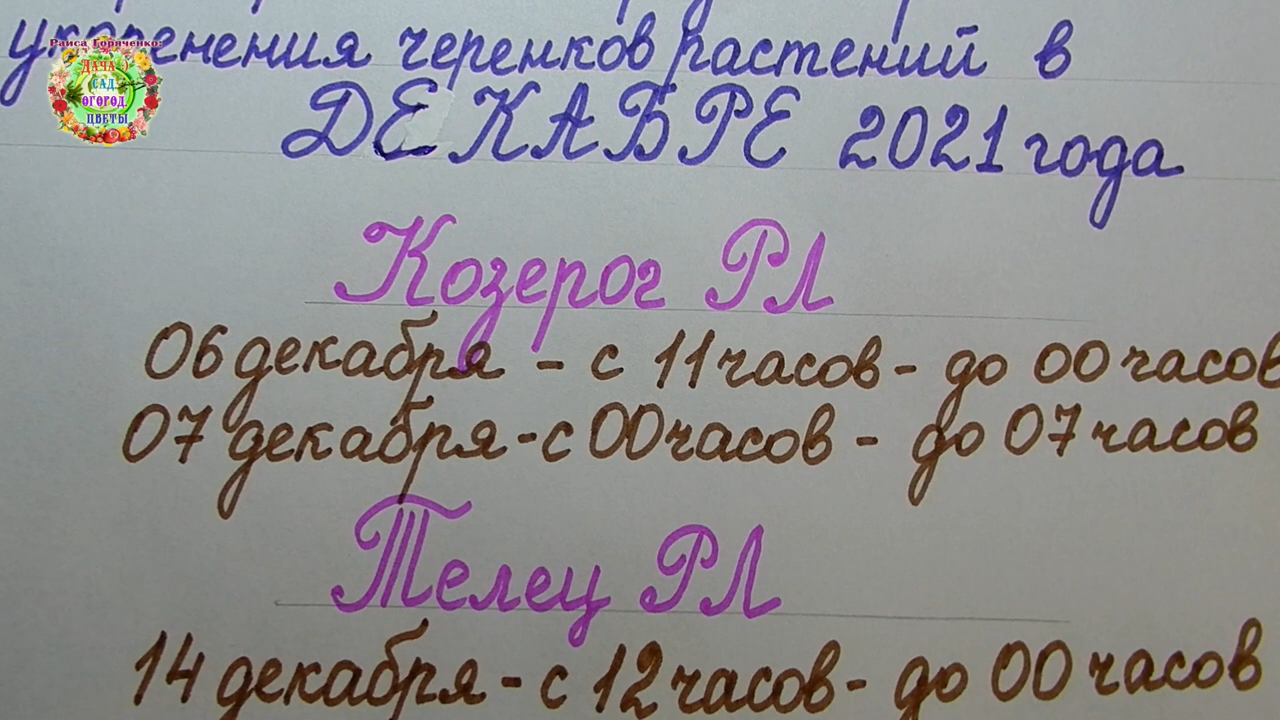 Раиса Горяченко:
ДАЧА
САД.
ОГОРОД.
ЦВЕТЫ
укоренения черенков растений в
ДЕКАБРЕ 2021 года
Козерог РЛ
06 декабря - с 11 часов - до 00 часов
07 декабря - с 00 часов - до 07 часов
Телец РЛ
14 декабря - с 12 часов - до 00 часов